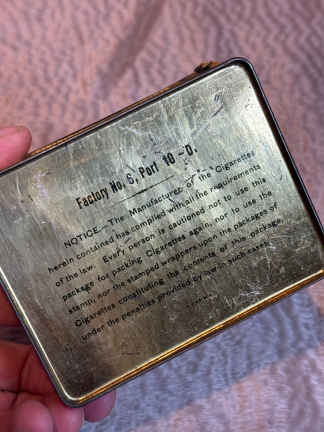 Factory No. 6, Port 10 - D.
NOTICE.—The Manufacturer of the Cigarettes
herein contained has complied with all the requirements
of the law. Every person is cautioned not to use this
package for packing Cigarettes again, nor to use the
stamp, nor the stamped wrappers upon the packages of
Cigarettes constituting the contents of this package
under the penalties provided by law in such cases.